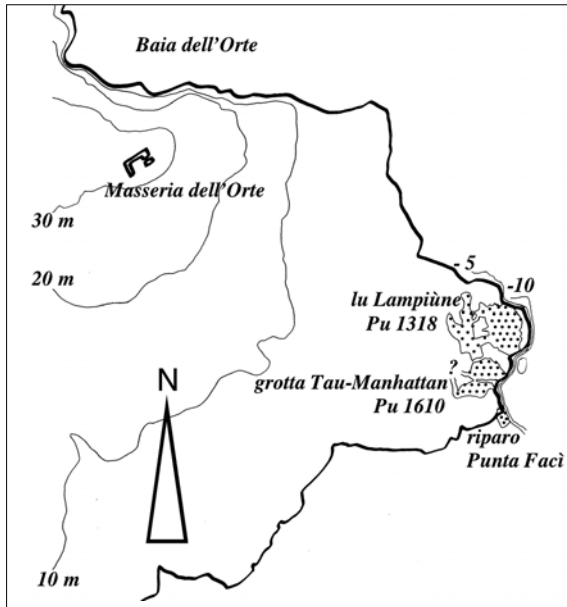 Baia dell'Orte
Masseria dell'Orte
30 m
20 m
- 5
-10
lu Lampiùne
Pu 1318
?
grotta Tau-Manhattan
Pu 1610
N
riparo
Punta Facì
10 m